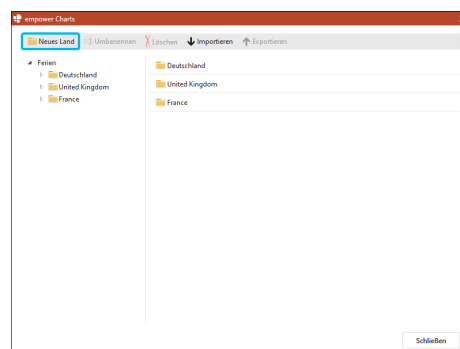 empower Charts
Neues Land Umbenennen Löschen Importieren Exportieren
Ferien
Deutschland
United Kingdom
France
Deutschland
United Kingdom
France
Schließen